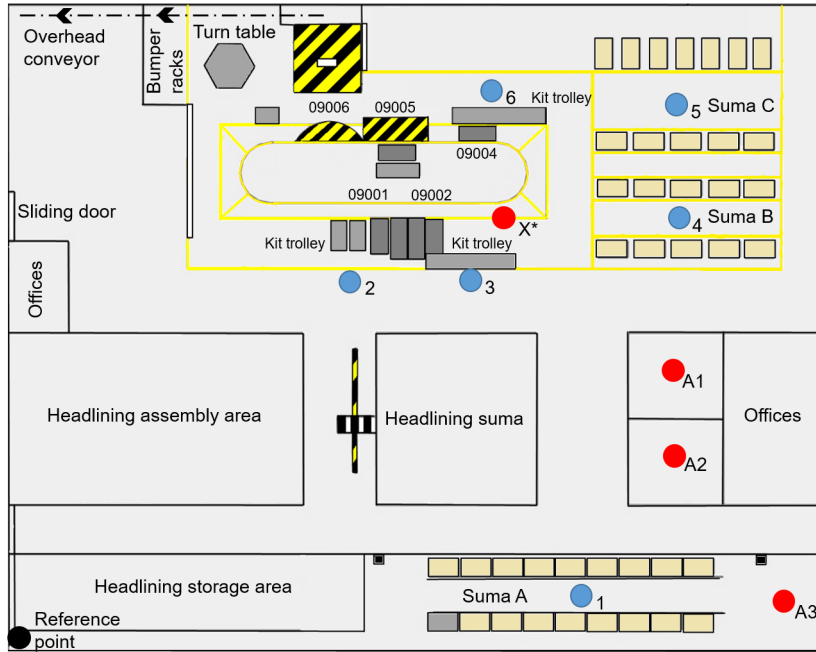 Overhead
conveyor
Bumper
racks
Turn table
09006
09005
6
Kit trolley
09004
5
Suma C
09001
09002
X*
4
Suma B
Sliding door
Kit trolley
Kit trolley
2
3
Offices
Headlining assembly area
Headlining suma
A1
A2
Offices
Headlining storage area
Suma A
1
A3
Reference
point